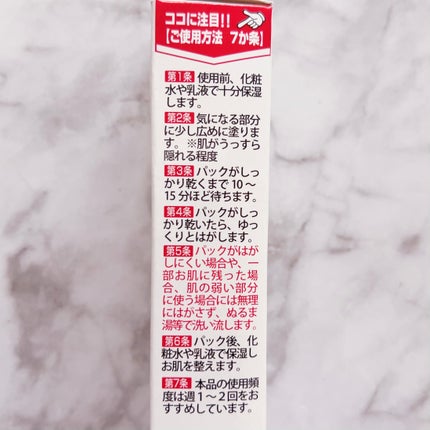 ココに注目!!
【ご使用方法 7か条】
第1条 使用前、化粧
水や乳液で十分保湿
します。
第2条 気になる部分
に少し広めに塗りま
す。 ※肌がうっすら
隠れる程度
第3条 パックがしっ
かり乾くまで10～
15分ほど待ちます。
第4条 パックがしっ
かり乾いたら、ゆっ
くりとはがします。
第5条 パックがはが
しにくい場合や、一
部お肌に残った場
合、肌の弱い部分
に使う場合には無理
にはがさず、ぬるま
湯等で洗い流します。
第6条 パック後、化
粧水や乳液で保湿し
お肌を整えます。
第7条 本品の使用頻
度は週1～2回をお
すすめしています。